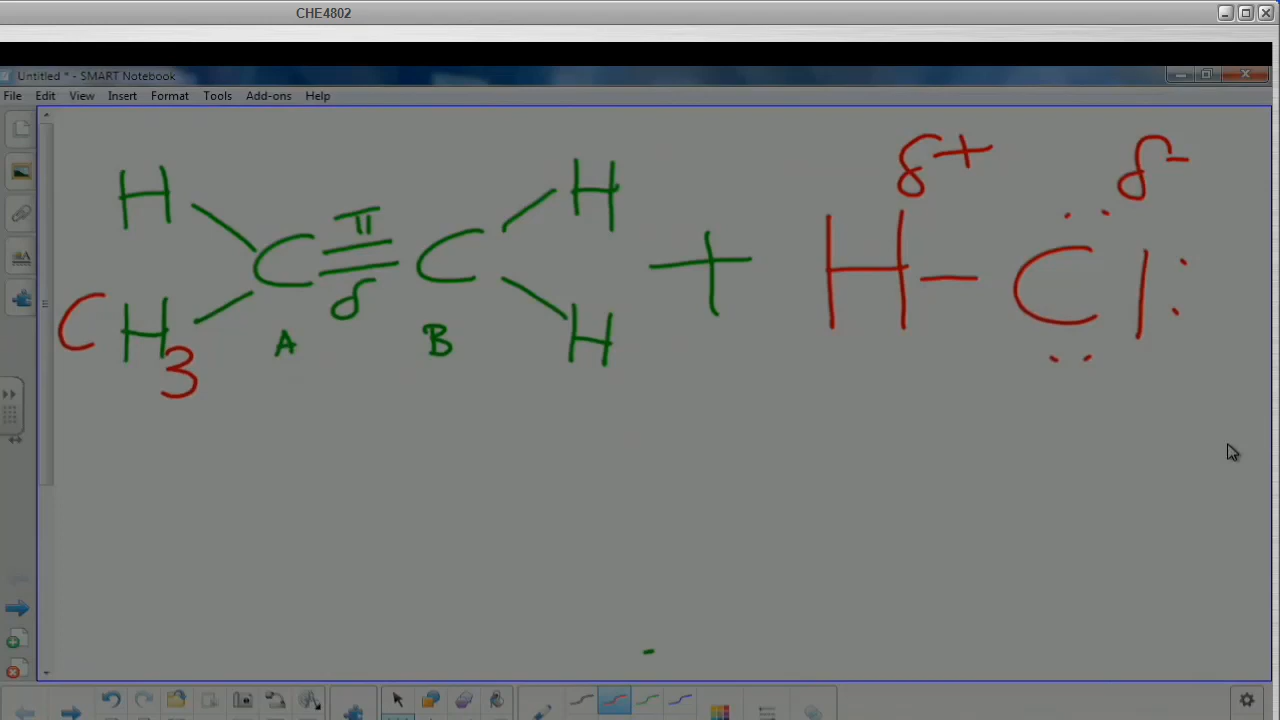 CHE4802
Untitled * - SMART Notebook
File Edit View Insert Format Tools Add-ons Help
δ+ δ-
H H
π
C C + H - Cl
δ
CH3 H
A B